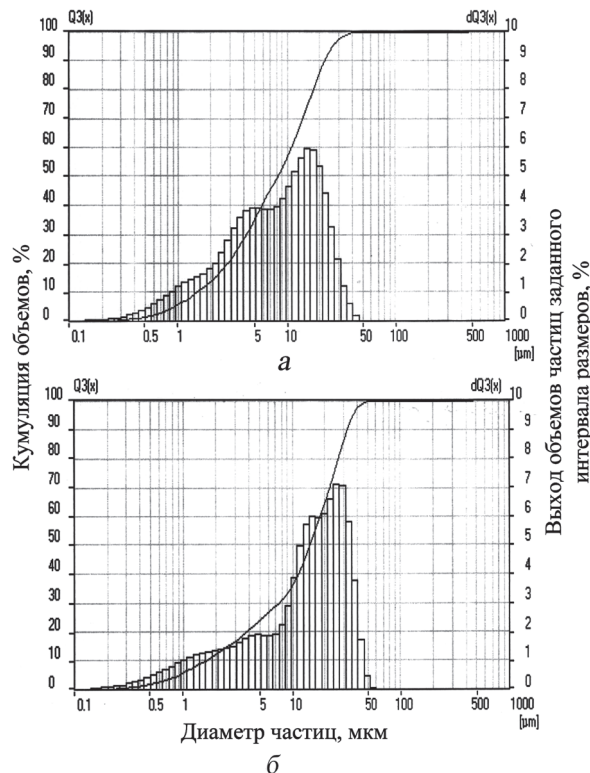 Q3(x) dQ3(x)
100 10
90 9
80 8
70 7
60 6
50 5
40 4
30 3
20 2
10 1
0 0
0.1 0.5 1 5 10 50 100 500 1000
[µm]
а
Q3(x) dQ3(x)
100 10
90 9
80 8
70 7
60 6
50 5
40 4
30 3
20 2
10 1
0 0
0.1 0.5 1 5 10 50 100 500 1000
[µm]
Кумуляция объемов, %
Выход объемов частиц заданного
интервала размеров, %
Диаметр частиц, мкм
б